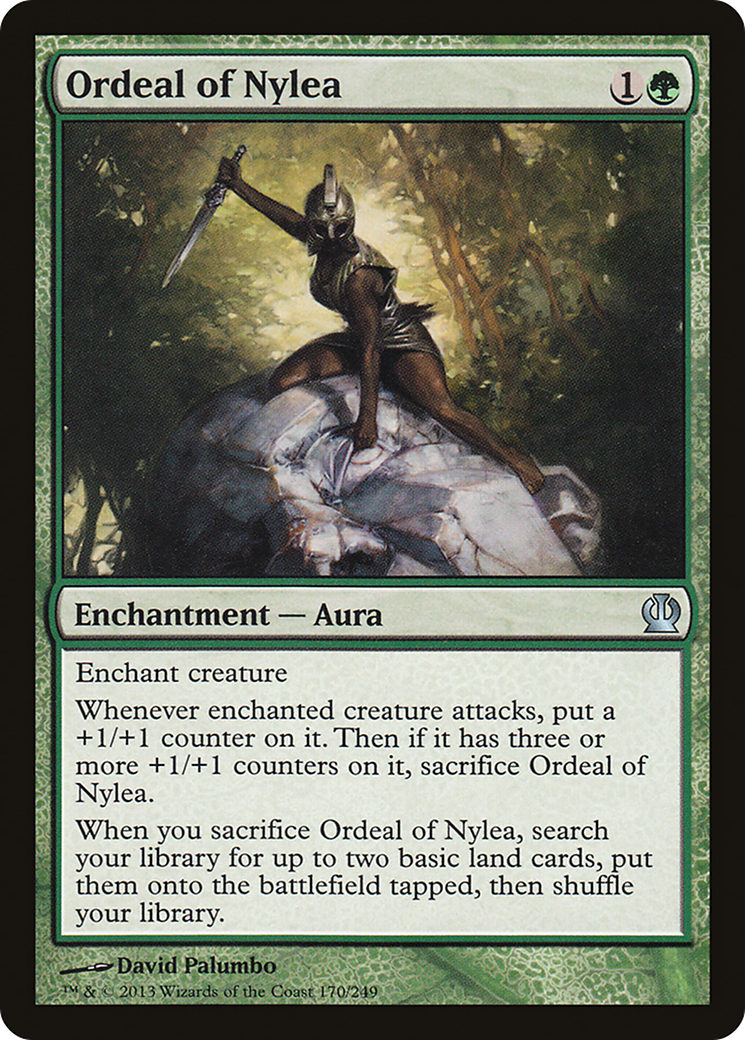 Ordeal of Nylea 1
Enchantment — Aura
Enchant creature
Whenever enchanted creature attacks, put a
+1/+1 counter on it. Then if it has three or
more +1/+1 counters on it, sacrifice Ordeal of
Nylea.
When you sacrifice Ordeal of Nylea, search
your library for up to two basic land cards, put
them onto the battlefield tapped, then shuffle
your library.
David Palumbo
™ & © 2013 Wizards of the Coast 170/249